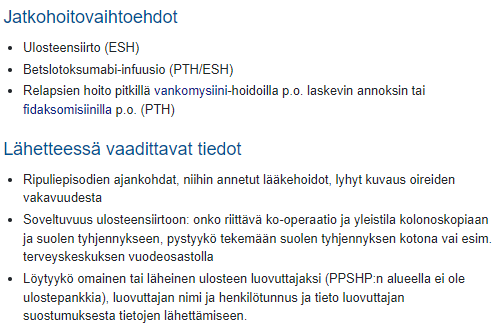 Jatkohoitovaihtoehdot
• Ulosteensiirto (ESH)
• Betslotoksumabi-infuusio (PTH/ESH)
• Relapsien hoito pitkillä vankomysiini-hoidoilla p.o. laskevin annoksin tai
fidaksomisiinilla p.o. (PTH)
Lähetteessä vaadittavat tiedot
• Ripuliepisodien ajankohdat, niihin annetut lääkehoidot, lyhyt kuvaus oireiden
vakavuudesta
• Soveltuvuus ulosteensiirtoon: onko riittävä ko-operaatio ja yleistila kolonoskopiaan
ja suolen tyhjennykseen, pystyykö tekemään suolen tyhjennyksen kotona vai esim.
terveyskeskuksen vuodeosastolla
• Löytyykö omainen tai läheinen ulosteen luovuttajaksi (PPSHP:n alueella ei ole
ulostepankkia), luovuttajan nimi ja henkilötunnus ja tieto luovuttajan
suostumuksesta tietojen lähettämiseen.